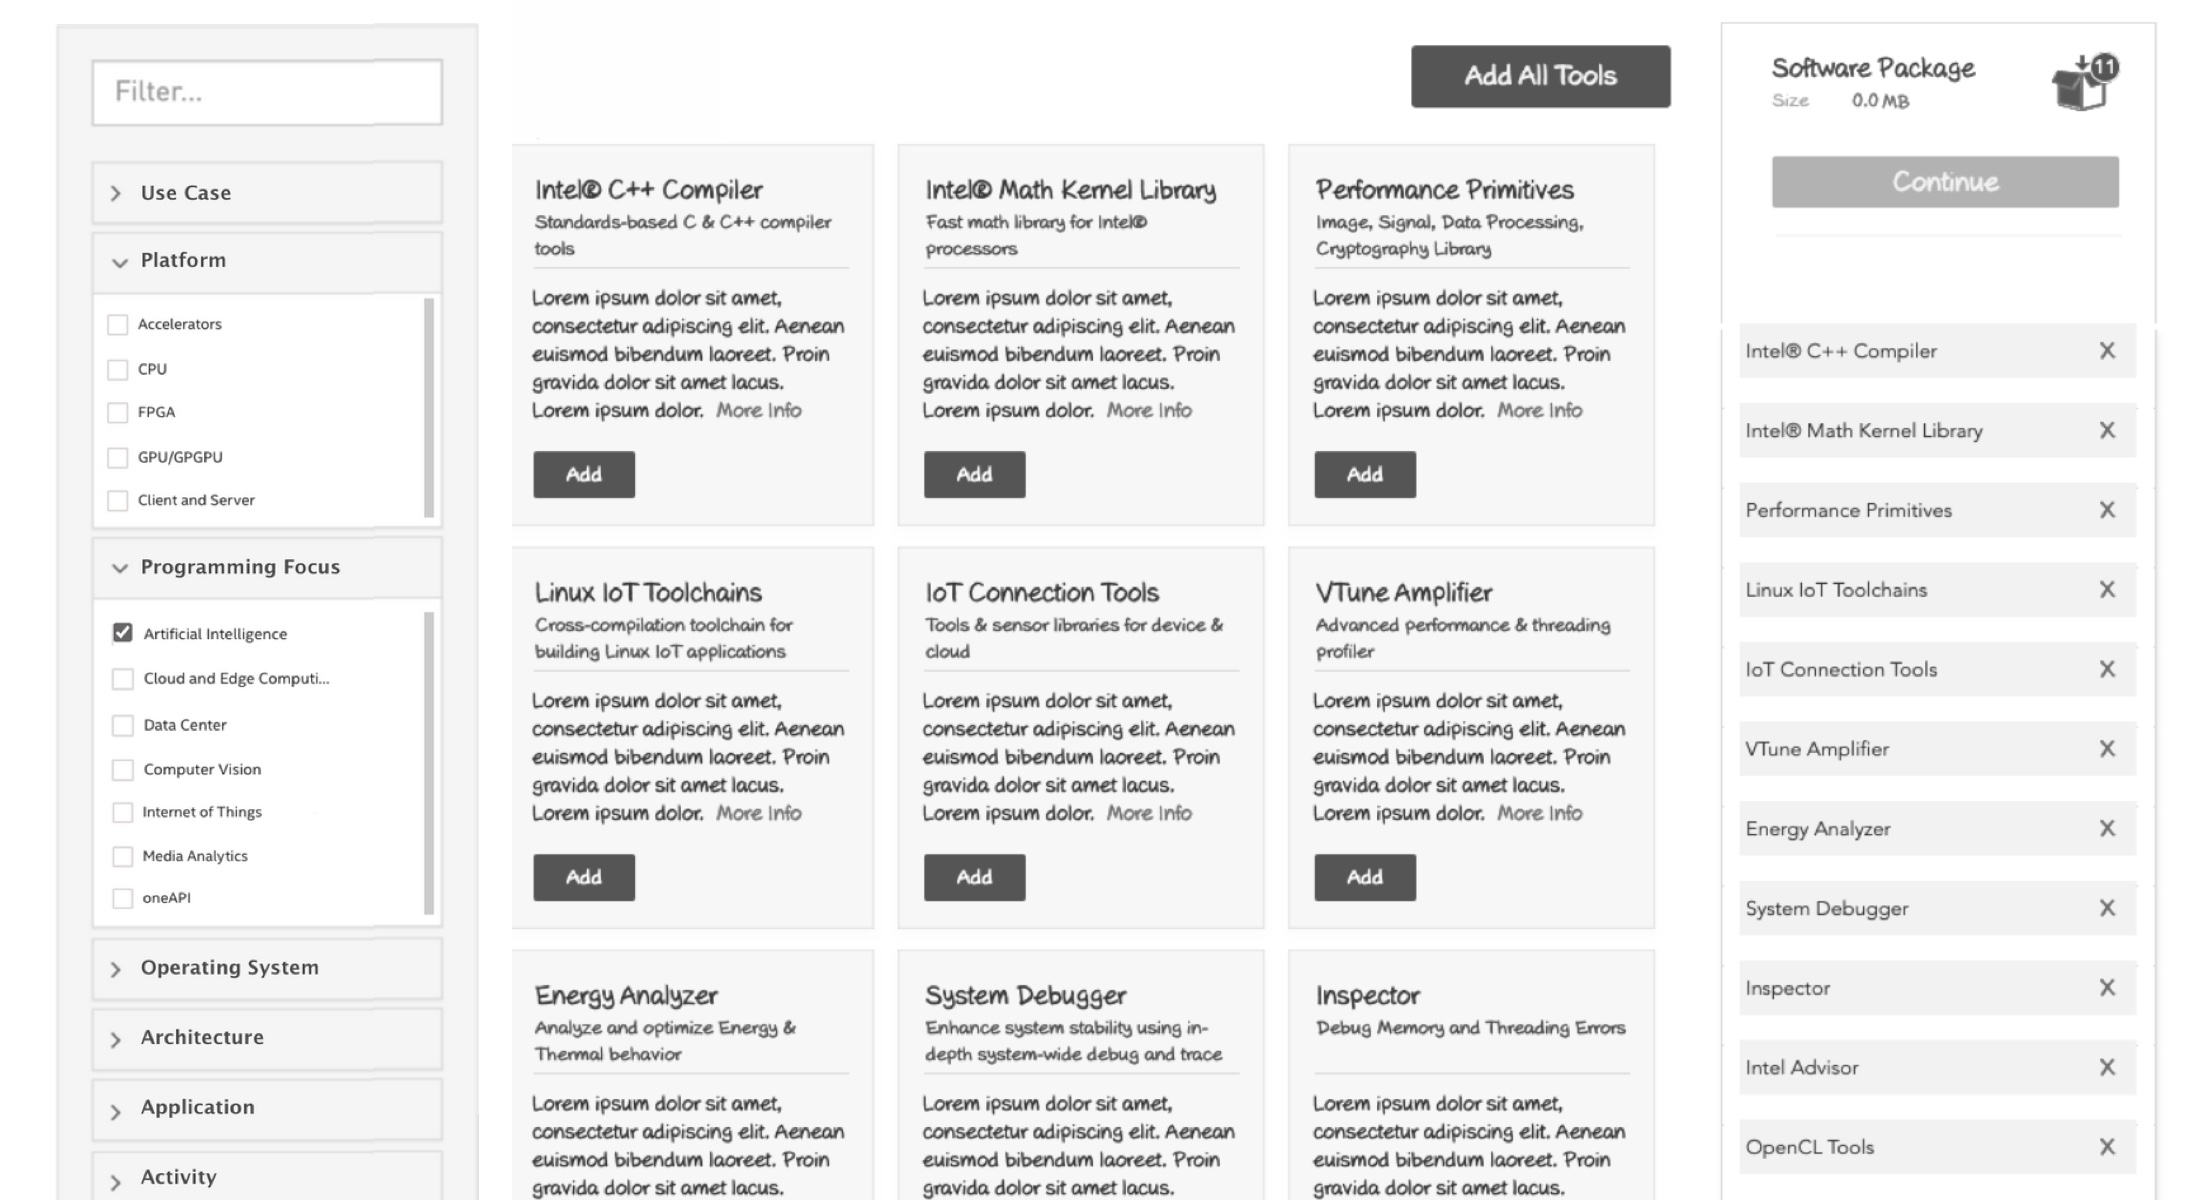 Filter...
Use Case
Platform
Accelerators
CPU
FPGA
GPU/GPGPU
Client and Server
Programming Focus
Artificial Intelligence
Cloud and Edge Computi...
Data Center
Computer Vision
Internet of Things
Media Analytics
oneAPI
Operating System
Architecture
Application
Activity
Add All Tools
Intel® C++ Compiler
Standards-based C & C++ compiler
tools
Lorem ipsum dolor sit amet,
consectetur adipiscing elit. Aenean
euismod bibendum laoreet. Proin
gravida dolor sit amet lacus.
Lorem ipsum dolor. More Info
Add
Intel® Math Kernel Library
Fast math library for Intel®
processors
Lorem ipsum dolor sit amet,
consectetur adipiscing elit. Aenean
euismod bibendum laoreet. Proin
gravida dolor sit amet lacus.
Lorem ipsum dolor. More Info
Add
Performance Primitives
Image, Signal, Data Processing,
Cryptography Library
Lorem ipsum dolor sit amet,
consectetur adipiscing elit. Aenean
euismod bibendum laoreet. Proin
gravida dolor sit amet lacus.
Lorem ipsum dolor. More Info
Add
Linux IoT Toolchains
Cross-compilation toolchain for
building Linux IoT applications
Lorem ipsum dolor sit amet,
consectetur adipiscing elit. Aenean
euismod bibendum laoreet. Proin
gravida dolor sit amet lacus.
Lorem ipsum dolor. More Info
Add
IoT Connection Tools
Tools & sensor libraries for device &
cloud
Lorem ipsum dolor sit amet,
consectetur adipiscing elit. Aenean
euismod bibendum laoreet. Proin
gravida dolor sit amet lacus.
Lorem ipsum dolor. More Info
Add
VTune Amplifier
Advanced performance & threading
profiler
Lorem ipsum dolor sit amet,
consectetur adipiscing elit. Aenean
euismod bibendum laoreet. Proin
gravida dolor sit amet lacus.
Lorem ipsum dolor. More Info
Add
Energy Analyzer
Analyze and optimize Energy &
Thermal behavior
Lorem ipsum dolor sit amet,
consectetur adipiscing elit. Aenean
euismod bibendum laoreet. Proin
gravida dolor sit amet lacus.
System Debugger
Enhance system stability using in-
depth system-wide debug and trace
Lorem ipsum dolor sit amet,
consectetur adipiscing elit. Aenean
euismod bibendum laoreet. Proin
gravida dolor sit amet lacus.
Inspector
Debug Memory and Threading Errors
Lorem ipsum dolor sit amet,
consectetur adipiscing elit. Aenean
euismod bibendum laoreet. Proin
gravida dolor sit amet lacus.
Software Package
11
Size 0.0 MB
Continue
Intel® C++ Compiler X
Intel® Math Kernel Library X
Performance Primitives X
Linux IoT Toolchains X
IoT Connection Tools X
VTune Amplifier X
Energy Analyzer X
System Debugger X
Inspector X
Intel Advisor X
OpenCL Tools X